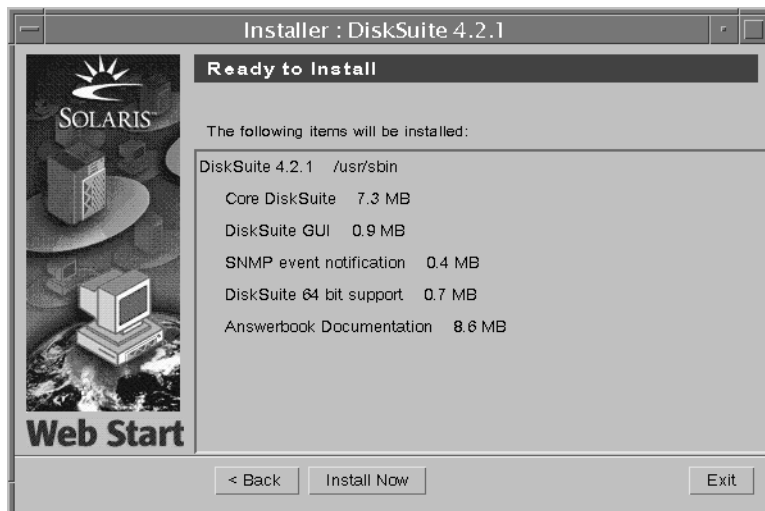 Installer : DiskSuite 4.2.1
SOLARIS™
Web Start
Ready to Install
The following items will be installed:
DiskSuite 4.2.1 /usr/sbin
Core DiskSuite 7.3 MB
DiskSuite GUI 0.9 MB
SNMP event notification 0.4 MB
DiskSuite 64 bit support 0.7 MB
Answerbook Documentation 8.6 MB
< Back
Install Now
Exit